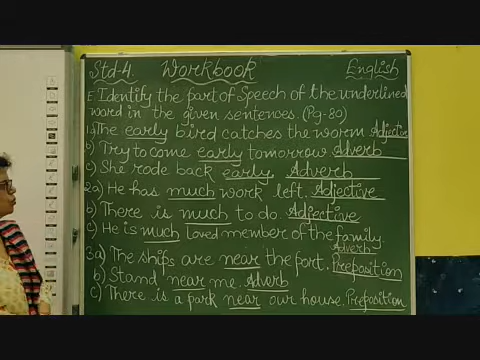 Std-4. Workbook English
E. Identify the part of Speech of the underlined
word in the given sentences. (Pg-80)
1a) The early bird catches the worm Adjective
b) Try to come early tomorrow. Adverb
c) She rode back early. Adverb
2a) He has much work left. Adjective
b) There is much to do. Adjective
c) He is much loved member of the family.
Adverb
3a) The ships are near the port. Preposition
b) Stand near me. Adverb
c) There is a park near our house. Preposition